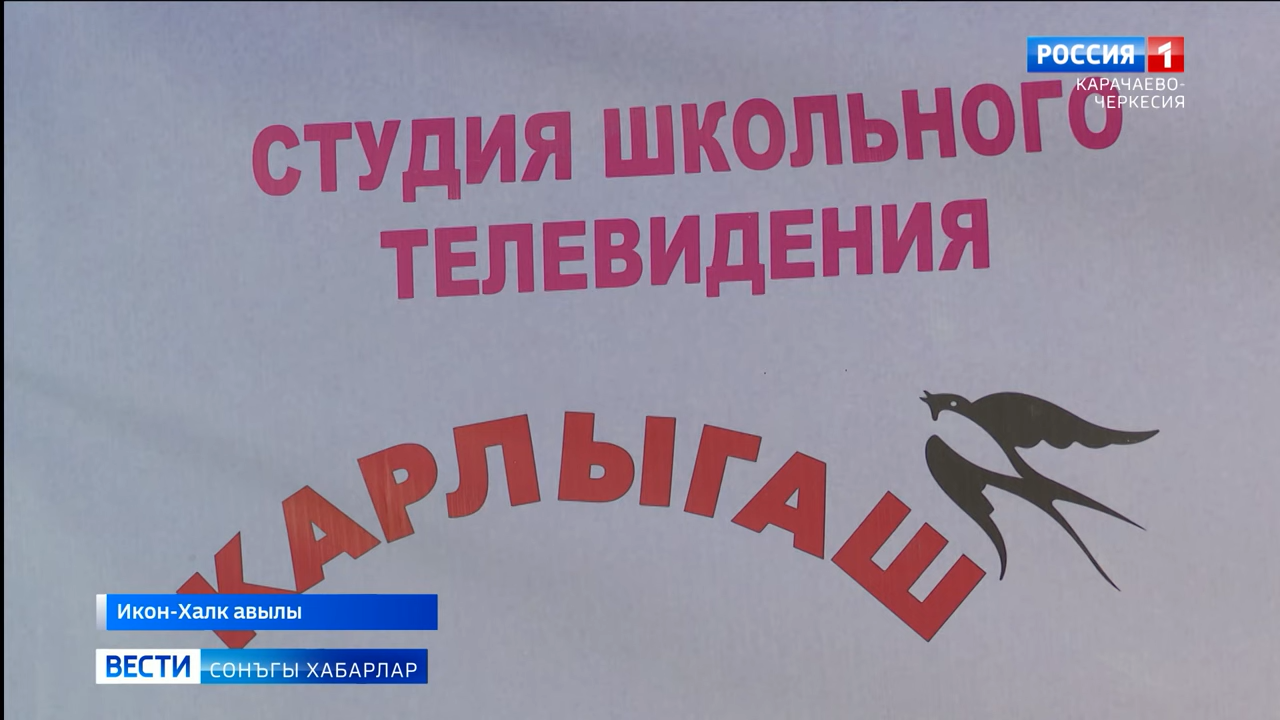 РОССИЯ 1
КАРАЧАЕВО-
ЧЕРКЕСИЯ
СТУДИЯ ШКОЛЬНОГО
ТЕЛЕВИДЕНИЯ
КАРЛЫГАШ
Икон-Халк авылы
ВЕСТИ СОНЪГЫ ХАБАРЛАР